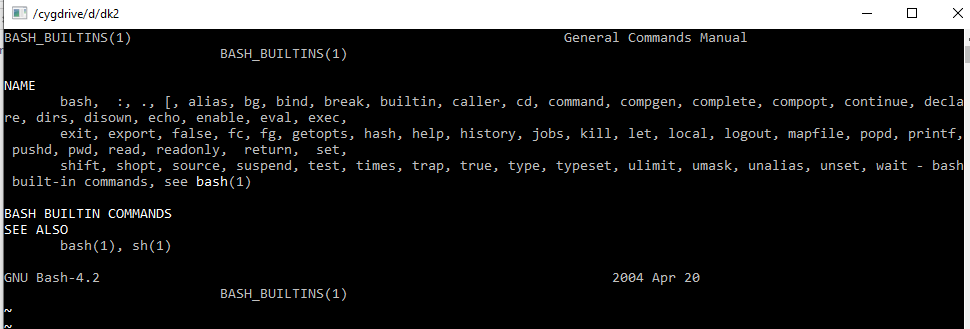 /cygdrive/d/dk2
BASH_BUILTINS(1) General Commands Manual
BASH_BUILTINS(1)
NAME
bash, :, ., [, alias, bg, bind, break, builtin, caller, cd, command, compgen, complete, compopt, continue, decla
re, dirs, disown, echo, enable, eval, exec,
exit, export, false, fc, fg, getopts, hash, help, history, jobs, kill, let, local, logout, mapfile, popd, printf,
pushd, pwd, read, readonly, return, set,
shift, shopt, source, suspend, test, times, trap, true, type, typeset, ulimit, umask, unalias, unset, wait - bash
built-in commands, see bash(1)
BASH BUILTIN COMMANDS
SEE ALSO
bash(1), sh(1)
GNU Bash-4.2 2004 Apr 20
BASH_BUILTINS(1)
~
~